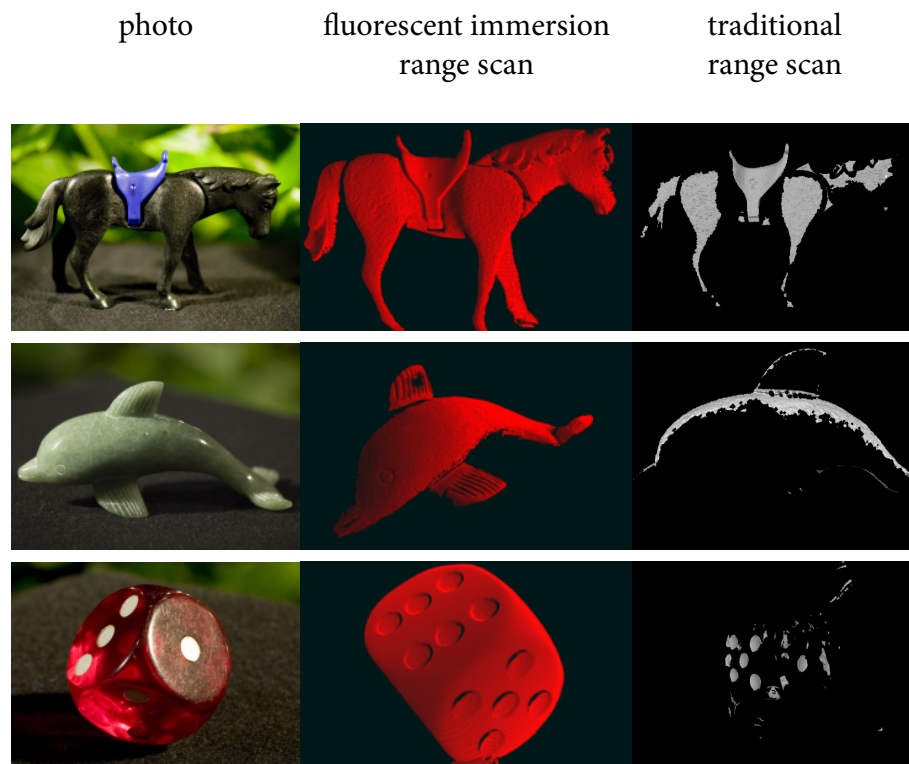 photo
fluorescent immersion
range scan
traditional
range scan